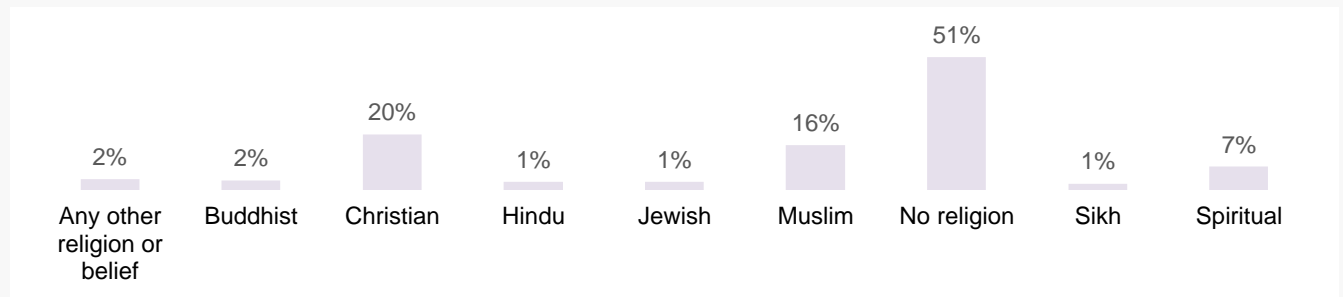 51%
20%
16%
7%
2%
2%
1%
1%
1%
Any other
religion or
belief
Buddhist
Christian
Hindu
Jewish
Muslim
No religion
Sikh
Spiritual